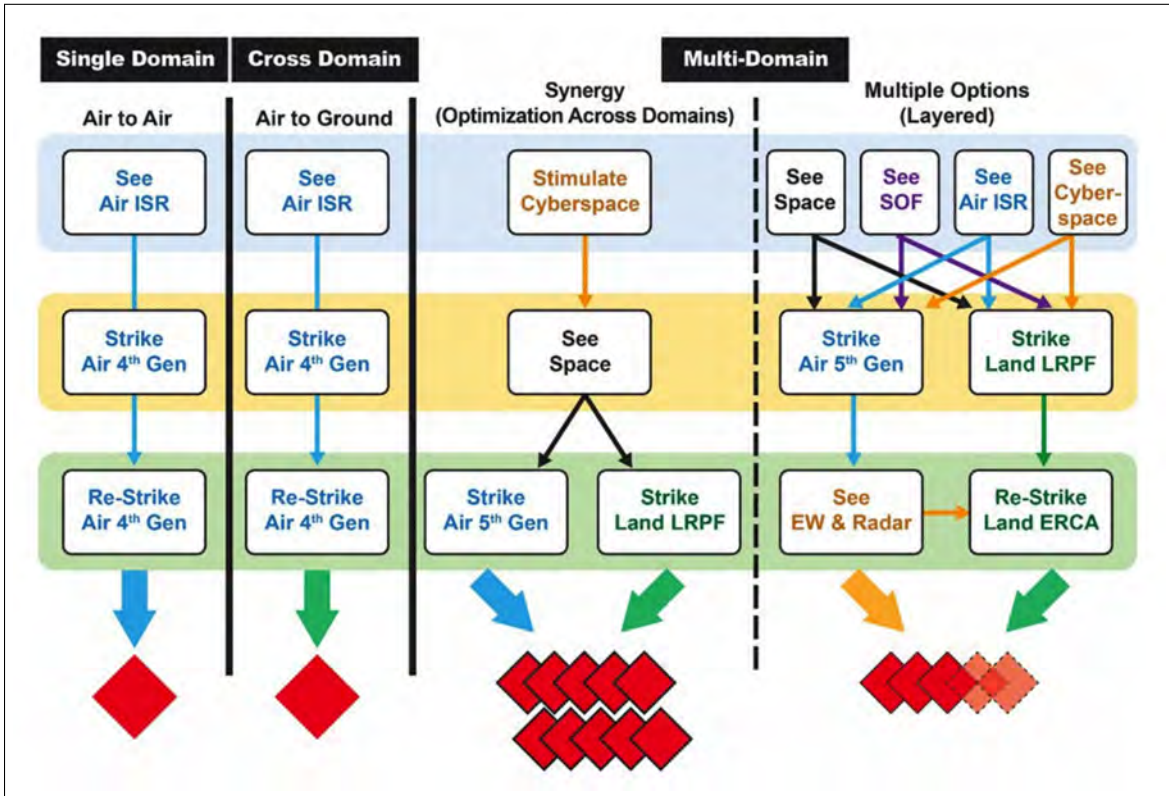 Single Domain
Cross Domain
Multi-Domain
Air to Air
Air to Ground
Synergy
(Optimization Across Domains)
Multiple Options
(Layered)
See
Air ISR
See
Air ISR
Stimulate
Cyberspace
See
Space
See
SOF
See
Air ISR
See
Cyber-
space
Strike
Air 4th Gen
Strike
Air 4th Gen
See
Space
Strike
Air 5th Gen
Strike
Land LRPF
Re-Strike
Air 4th Gen
Re-Strike
Air 4th Gen
Strike
Air 5th Gen
Strike
Land LRPF
See
EW & Radar
Re-Strike
Land ERCA